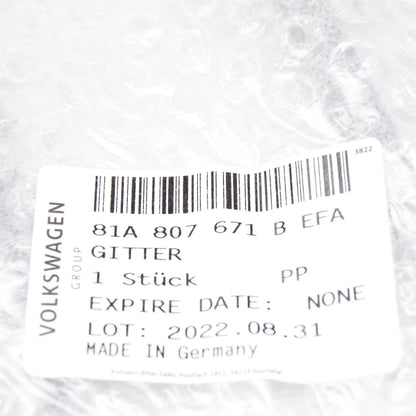 3822
VOLKSWAGEN
GROUP
81A 807 671 B EFA
GITTER
1 Stück PP
EXPIRE DATE: NONE
LOT: 2022.08.31
MADE IN Germany